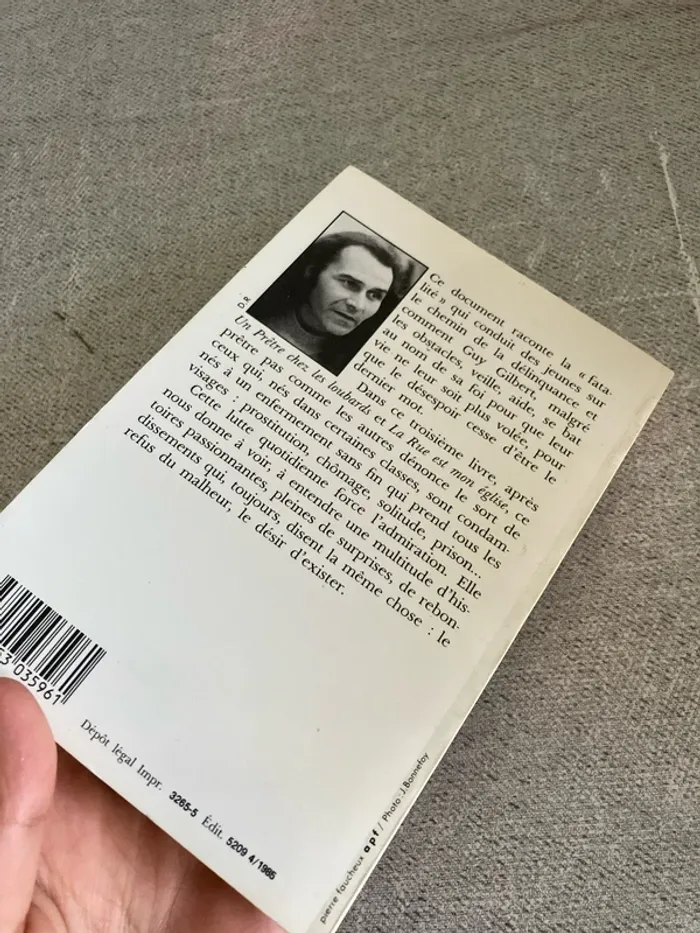 D.R
Ce document raconte la « fata-
lité » qui conduit des jeunes sur
le chemin de la délinquance et
comment Guy Gilbert, malgré
les obstacles, veille, aide, se bat
au nom de sa foi pour que leur
vie ne leur soit plus volée, pour
que le désespoir cesse d'être le
dernier mot.
Dans ce troisième livre, après
Un Prêtre chez les loubards et La Rue est mon église, ce
prêtre pas comme les autres dénonce le sort de
ceux qui, nés dans certaines classes, sont condam-
nés à un enfermement sans fin qui prend tous les
visages : prostitution, chômage, solitude, prison...
Cette lutte quotidienne force l'admiration. Elle
nous donne à voir, à entendre une multitude d'his-
toires passionnantes, pleines de surprises, de rebon-
dissements qui, toujours, disent la même chose : le
refus du malheur, le désir d'exister.
3 035961
Dépôt légal Impr. 3265-5 Édit. 5209 4/1985
pierre faucheux apf / Photo : J.Bonnefoy